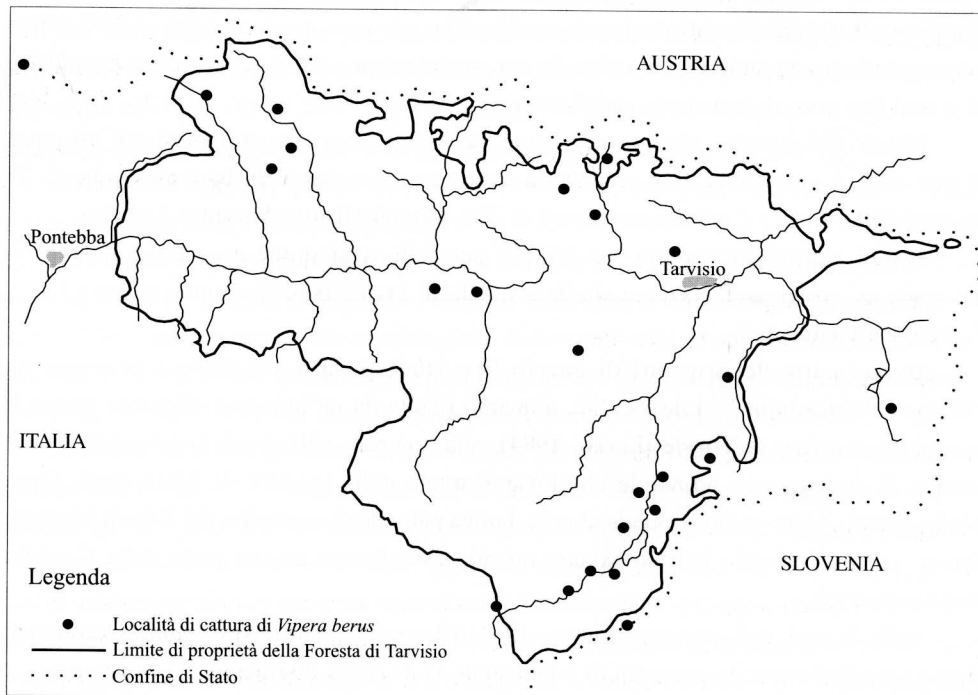 AUSTRIA
Pontebba
Tarvisio
ITALIA
SLOVENIA
Legenda
Località di cattura di Vipera berus
Limite di proprietà della Foresta di Tarvisio
Confine di Stato